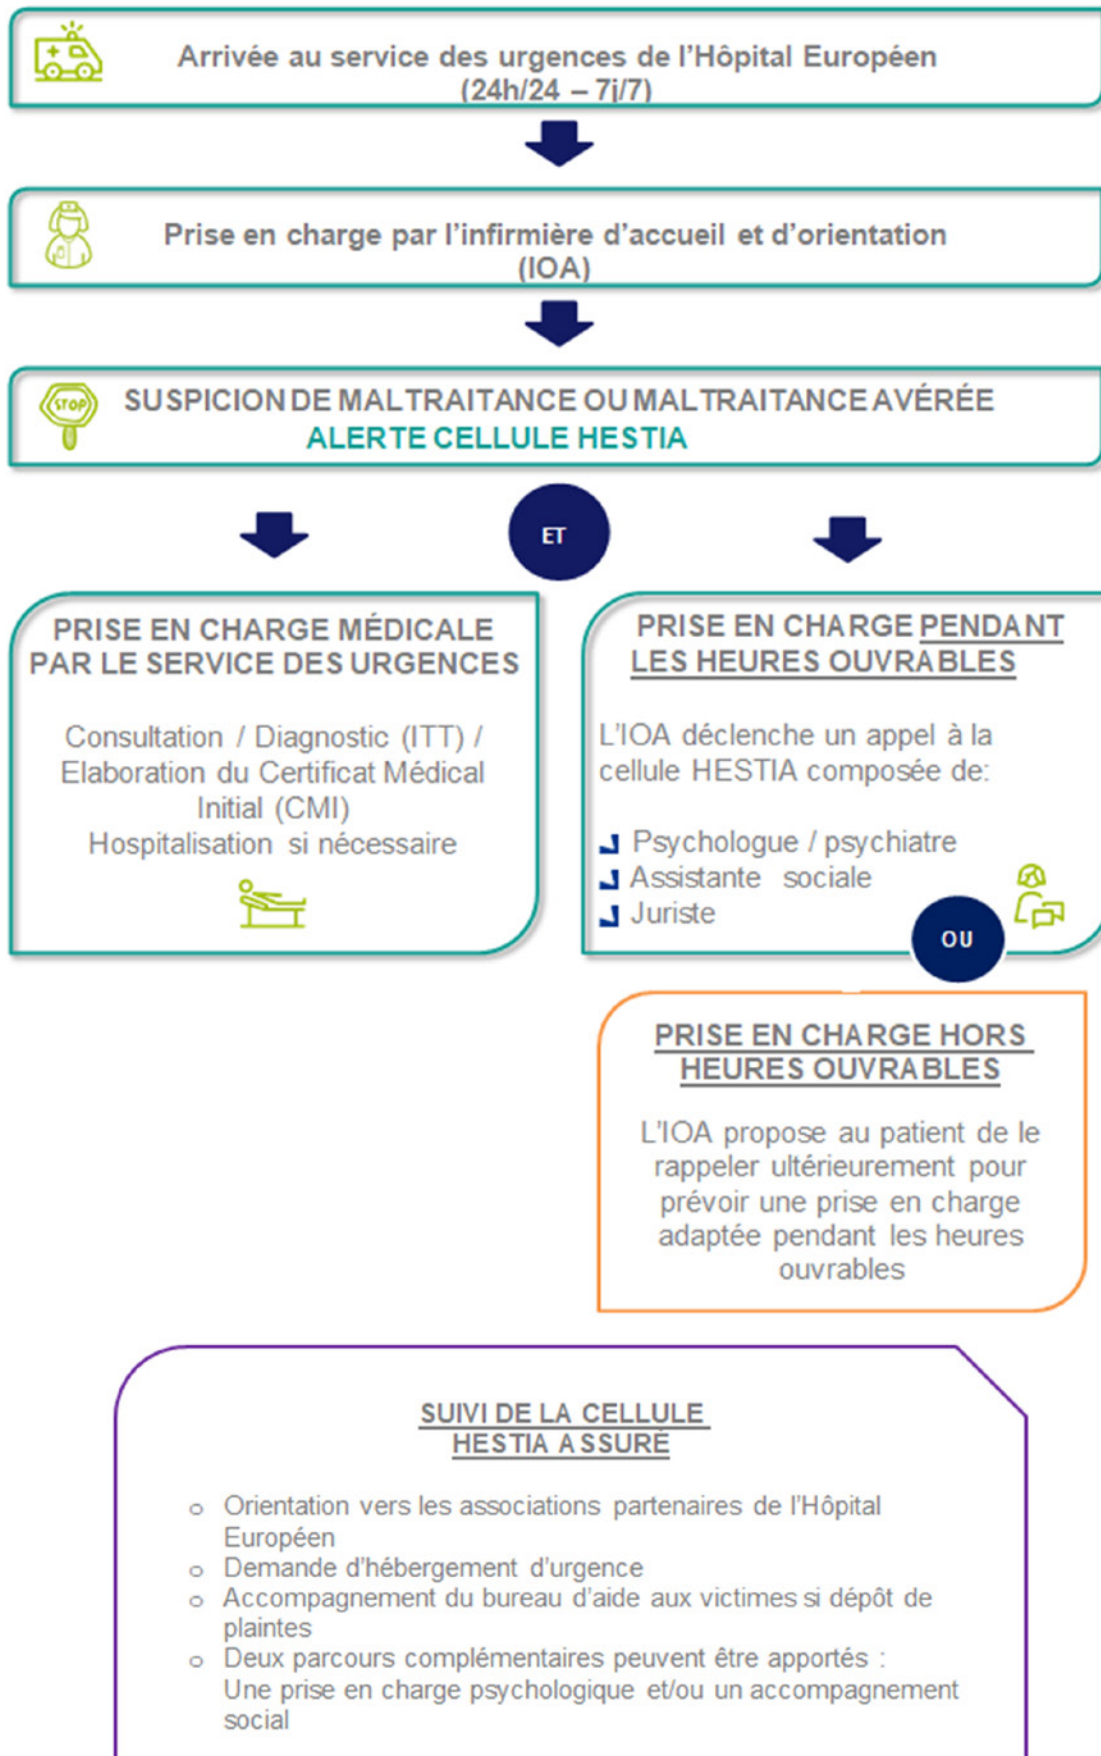 Arrivée au service des urgences de l'Hôpital Européen
(24h/24 – 7j/7)
Prise en charge par l'infirmière d'accueil et d'orientation
(IOA)
STOP
SUSPICION DE MALTRAITANCE OU MALTRAITANCE AVÉRÉE
ALERTE CELLULE HESTIA
ET
PRISE EN CHARGE MÉDICALE
PAR LE SERVICE DES URGENCES
Consultation / Diagnostic (ITT) /
Elaboration du Certificat Médical
Initial (CMI)
Hospitalisation si nécessaire
PRISE EN CHARGE PENDANT
LES HEURES OUVRABLES
L'IOA déclenche un appel à la
cellule HESTIA composée de:
Psychologue / psychiatre
Assistante sociale
Juriste
OU
PRISE EN CHARGE HORS
HEURES OUVRABLES
L'IOA propose au patient de le
rappeler ultérieurement pour
prévoir une prise en charge
adaptée pendant les heures
ouvrables
SUIVI DE LA CELLULE
HESTIA ASSURÉ
o Orientation vers les associations partenaires de l'Hôpital
Européen
o Demande d'hébergement d'urgence
o Accompagnement du bureau d'aide aux victimes si dépôt de
plaintes
o Deux parcours complémentaires peuvent être apportés :
Une prise en charge psychologique et/ou un accompagnement
social